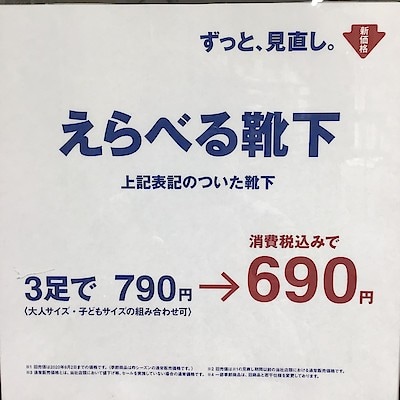 ずっと、見直し。
新価格
えらべる靴下
上記表記のついた靴下
消費税込みで
3足で 790円 → 690円
〈大人サイズ・子どもサイズの組み合わせ可〉